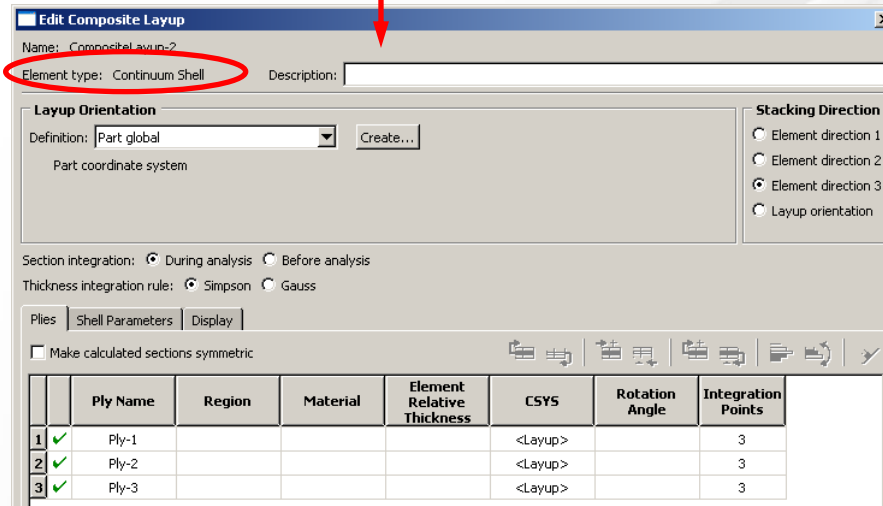 Edit Composite Layup
Name: CompositeLayup-2
Element type: Continuum Shell Description:
Layup Orientation
Definition: Part global Create...
Part coordinate system
Stacking Direction
Element direction 1
Element direction 2
Element direction 3
Layup orientation
Section integration: During analysis Before analysis
Thickness integration rule: Simpson Gauss
Plies Shell Parameters Display
Make calculated sections symmetric
Ply Name Region Material Element Relative Thickness CSYS Rotation Angle Integration Points
1 Ply-1 <Layup> 3
2 Ply-2 <Layup> 3
3 Ply-3 <Layup> 3